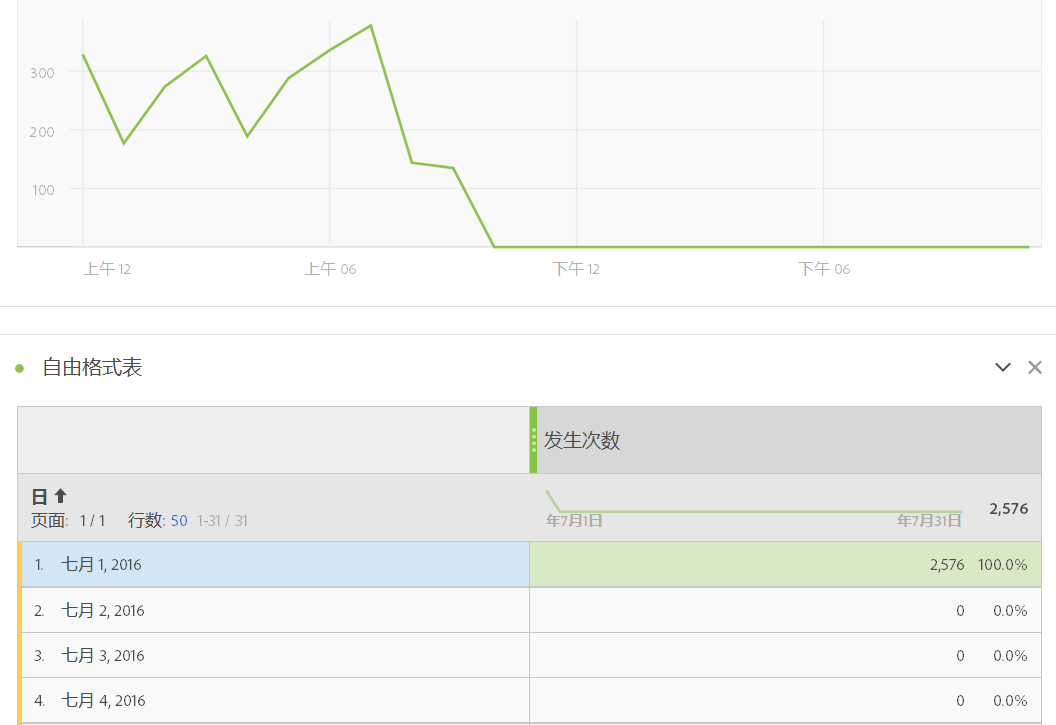 300
200
100
上午 12
上午 06
下午 12
下午 06
自由格式表
发生次数
日
页面: 1 / 1 行数: 50 1-31 / 31
年7月1日
年7月31日
2,576
1. 七月 1, 2016 2,576 100.0%
2. 七月 2, 2016 0 0.0%
3. 七月 3, 2016 0 0.0%
4. 七月 4, 2016 0 0.0%